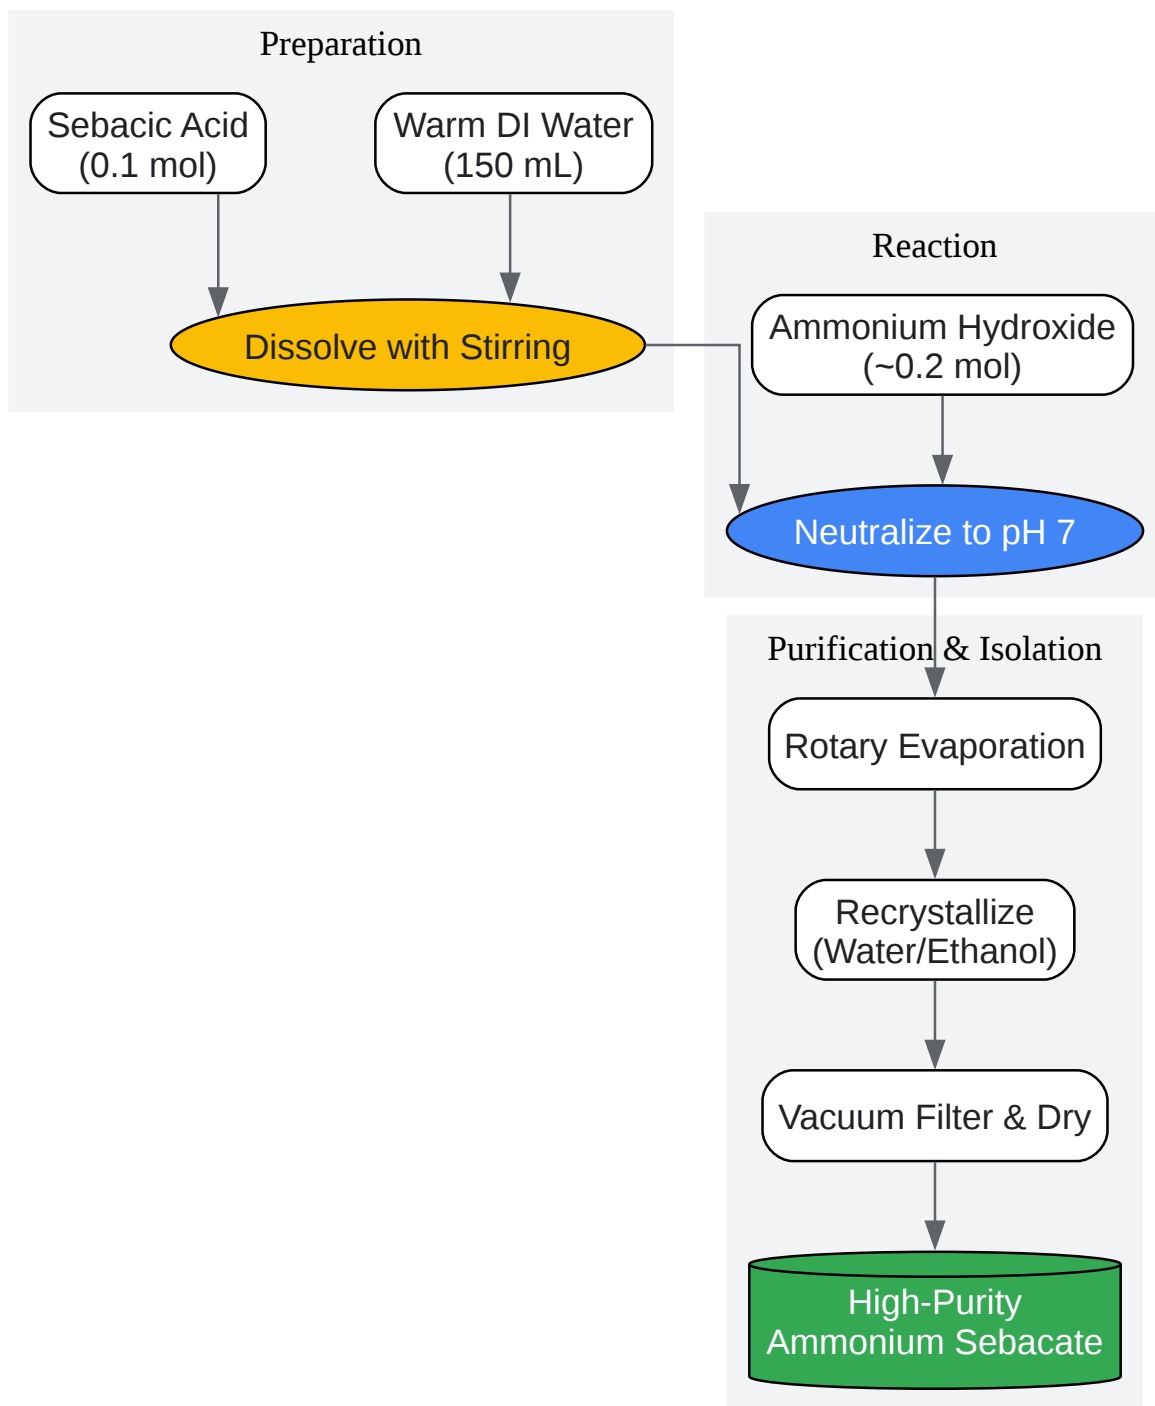 Preparation
Sebacic Acid
(0.1 mol)
Warm DI Water
(150 mL)
Dissolve with Stirring
Reaction
Ammonium Hydroxide
(~0.2 mol)
Neutralize to pH 7
Purification & Isolation
Rotary Evaporation
Recrystallize
(Water/Ethanol)
Vacuum Filter & Dry
High-Purity
Ammonium Sebacate